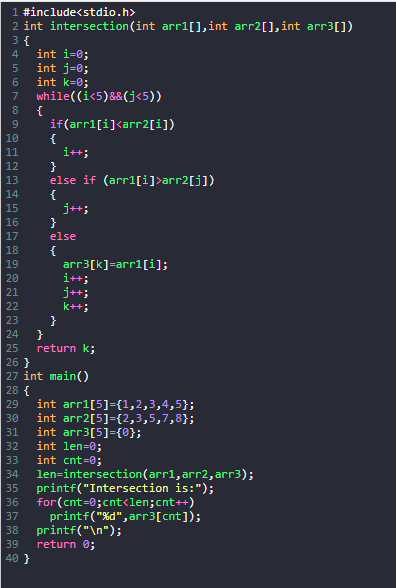 1 #include<stdio.h>
2 int intersection(int arr1[],int arr2[],int arr3[])
3 {
4 int i=0;
5 int j=0;
6 int k=0;
7 while((i<5)&&(j<5))
8 {
9 if(arr1[i]<arr2[i])
10 {
11 i++;
12 }
13 else if (arr1[i]>arr2[j])
14 {
15 j++;
16 }
17 else
18 {
19 arr3[k]=arr1[i];
20 i++;
21 j++;
22 k++;
23 }
24 }
25 return k;
26 }
27 int main()
28 {
29 int arr1[5]={1,2,3,4,5};
30 int arr2[5]={2,3,5,7,8};
31 int arr3[5]={0};
32 int len=0;
33 int cnt=0;
34 len=intersection(arr1,arr2,arr3);
35 printf("Intersection is:");
36 for(cnt=0;cnt<len;cnt++)
37 printf("%d",arr3[cnt]);
38 printf("\n");
39 return 0;
40 }